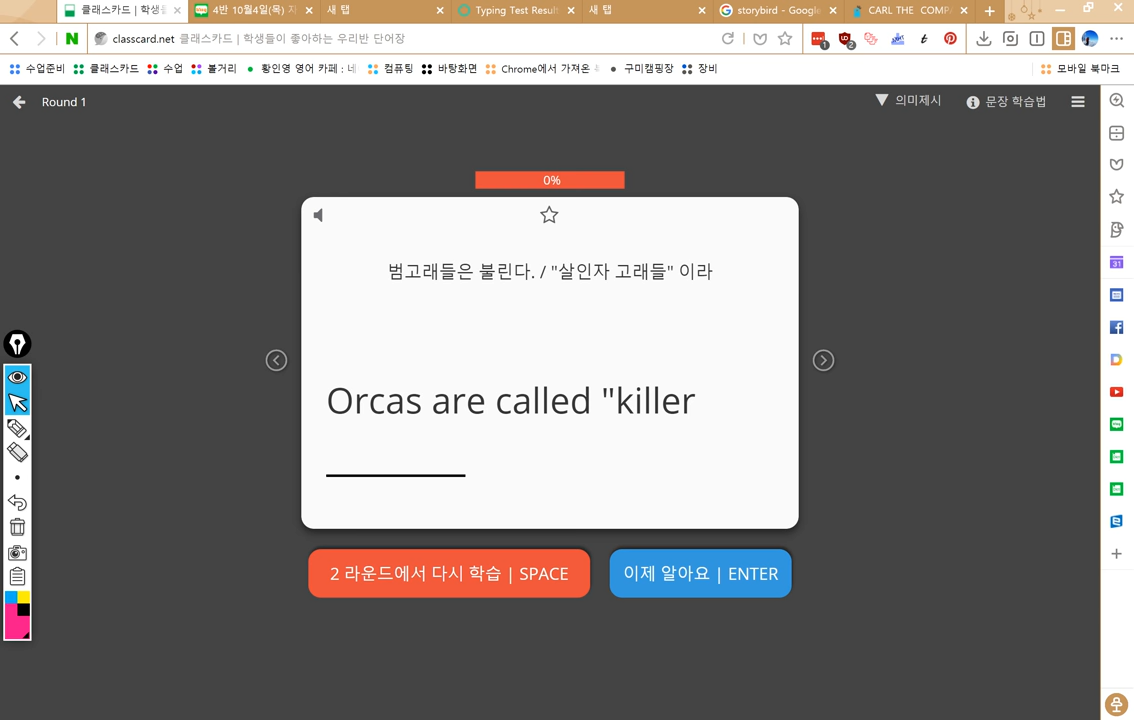 클래스카드 | 학생들
4반 10월4일(목) 지
새 탭
Typing Test Result
새 탭
storybird - Google
CARL THE COMP
classcard.net 클래스카드 | 학생들이 좋아하는 우리반 단어장
수업준비
클래스카드
수업
볼거리
황인영 영어 카페 : 네
컴퓨팅
바탕화면
Chrome에서 가져온
구미캠핑장
장비
모바일 북마크
Round 1
의미제시
문장 학습법
0%
범고래들은 불린다. / "살인자 고래들" 이라
Orcas are called "killer
2 라운드에서 다시 학습 | SPACE
이제 알아요 | ENTER